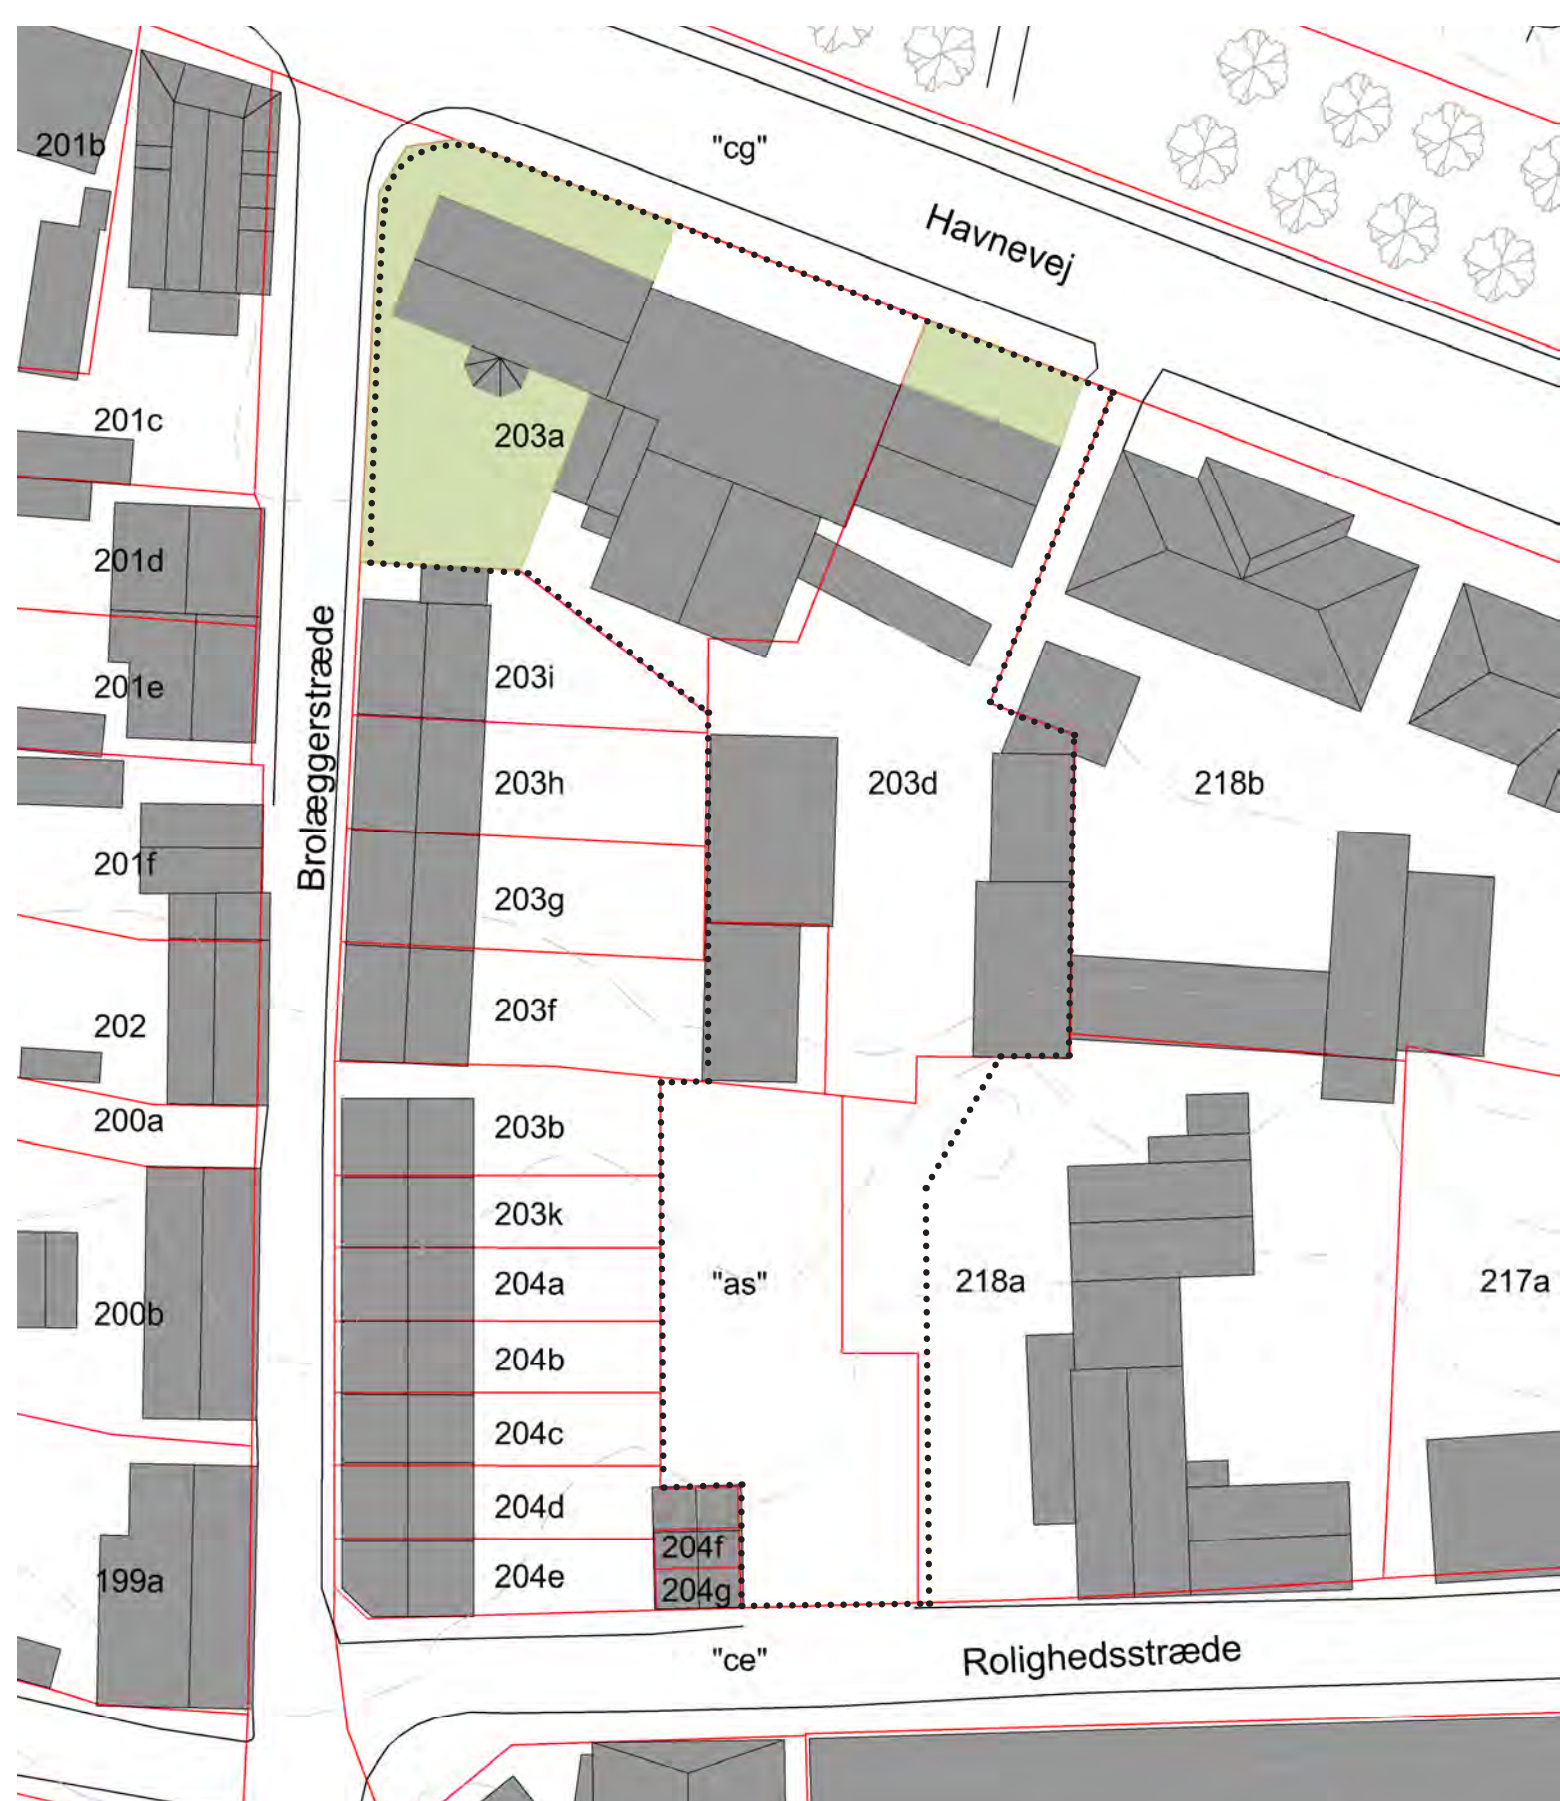 201b
"cg"
Havnevej
201c
203a
201d
201e
Brolæggerstræde
203i
203h
203d
218b
201f
203g
202
203f
200a
203b
203k
204a
"as"
218a
217a
200b
204b
204c
204d
204f
199a
204e
204g
"ce"
Rolighedsstræde